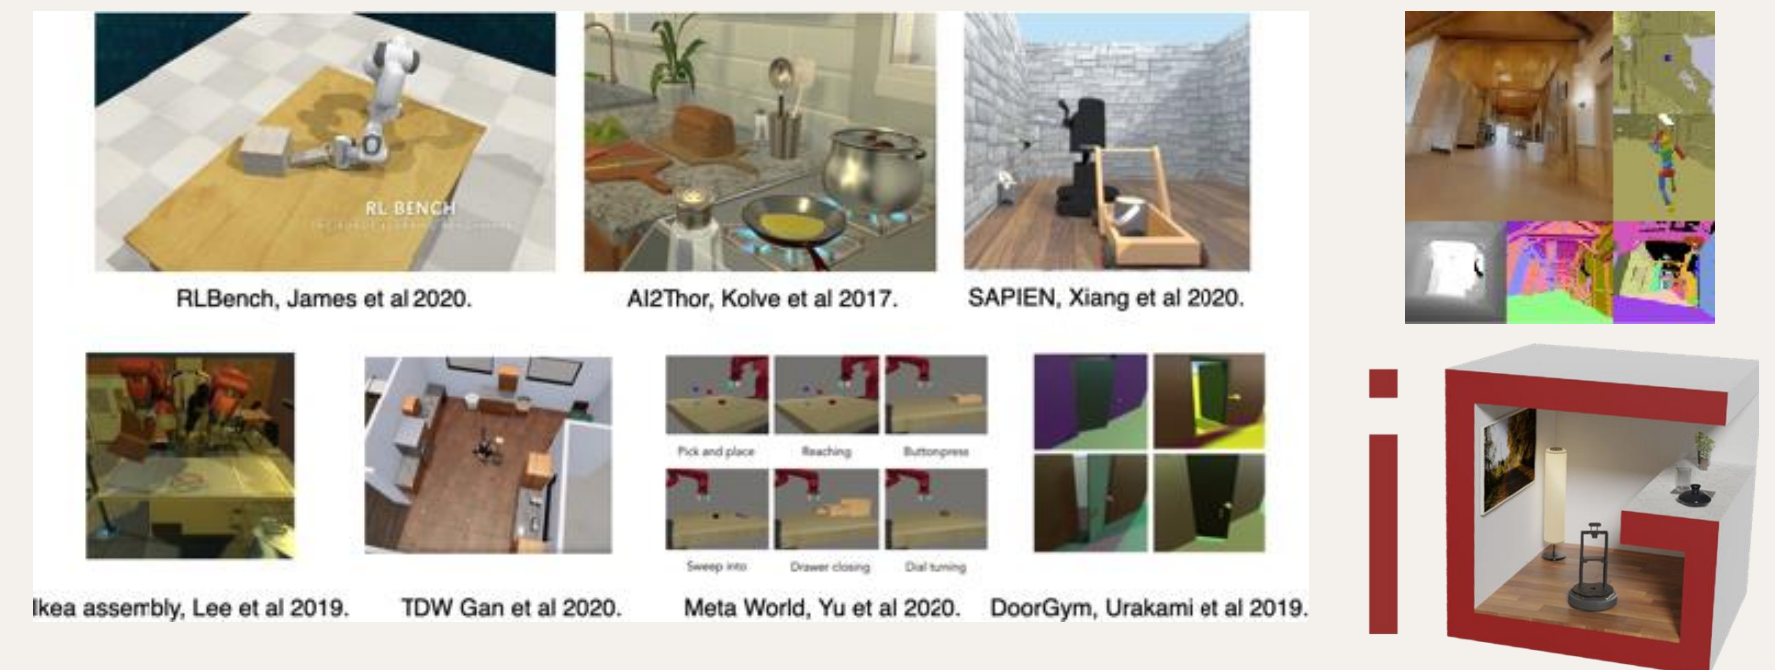 RL BENCH
RLBench, James et al 2020.
AI2Thor, Kolve et al 2017.
SAPIEN, Xiang et al 2020.
Pick and place
Reaching
Buttonpress
Sweep into
Drawer closing
Dial turning
Ikea assembly, Lee et al 2019.
TDW Gan et al 2020.
Meta World, Yu et al 2020.
DoorGym, Urakami et al 2019.
iG